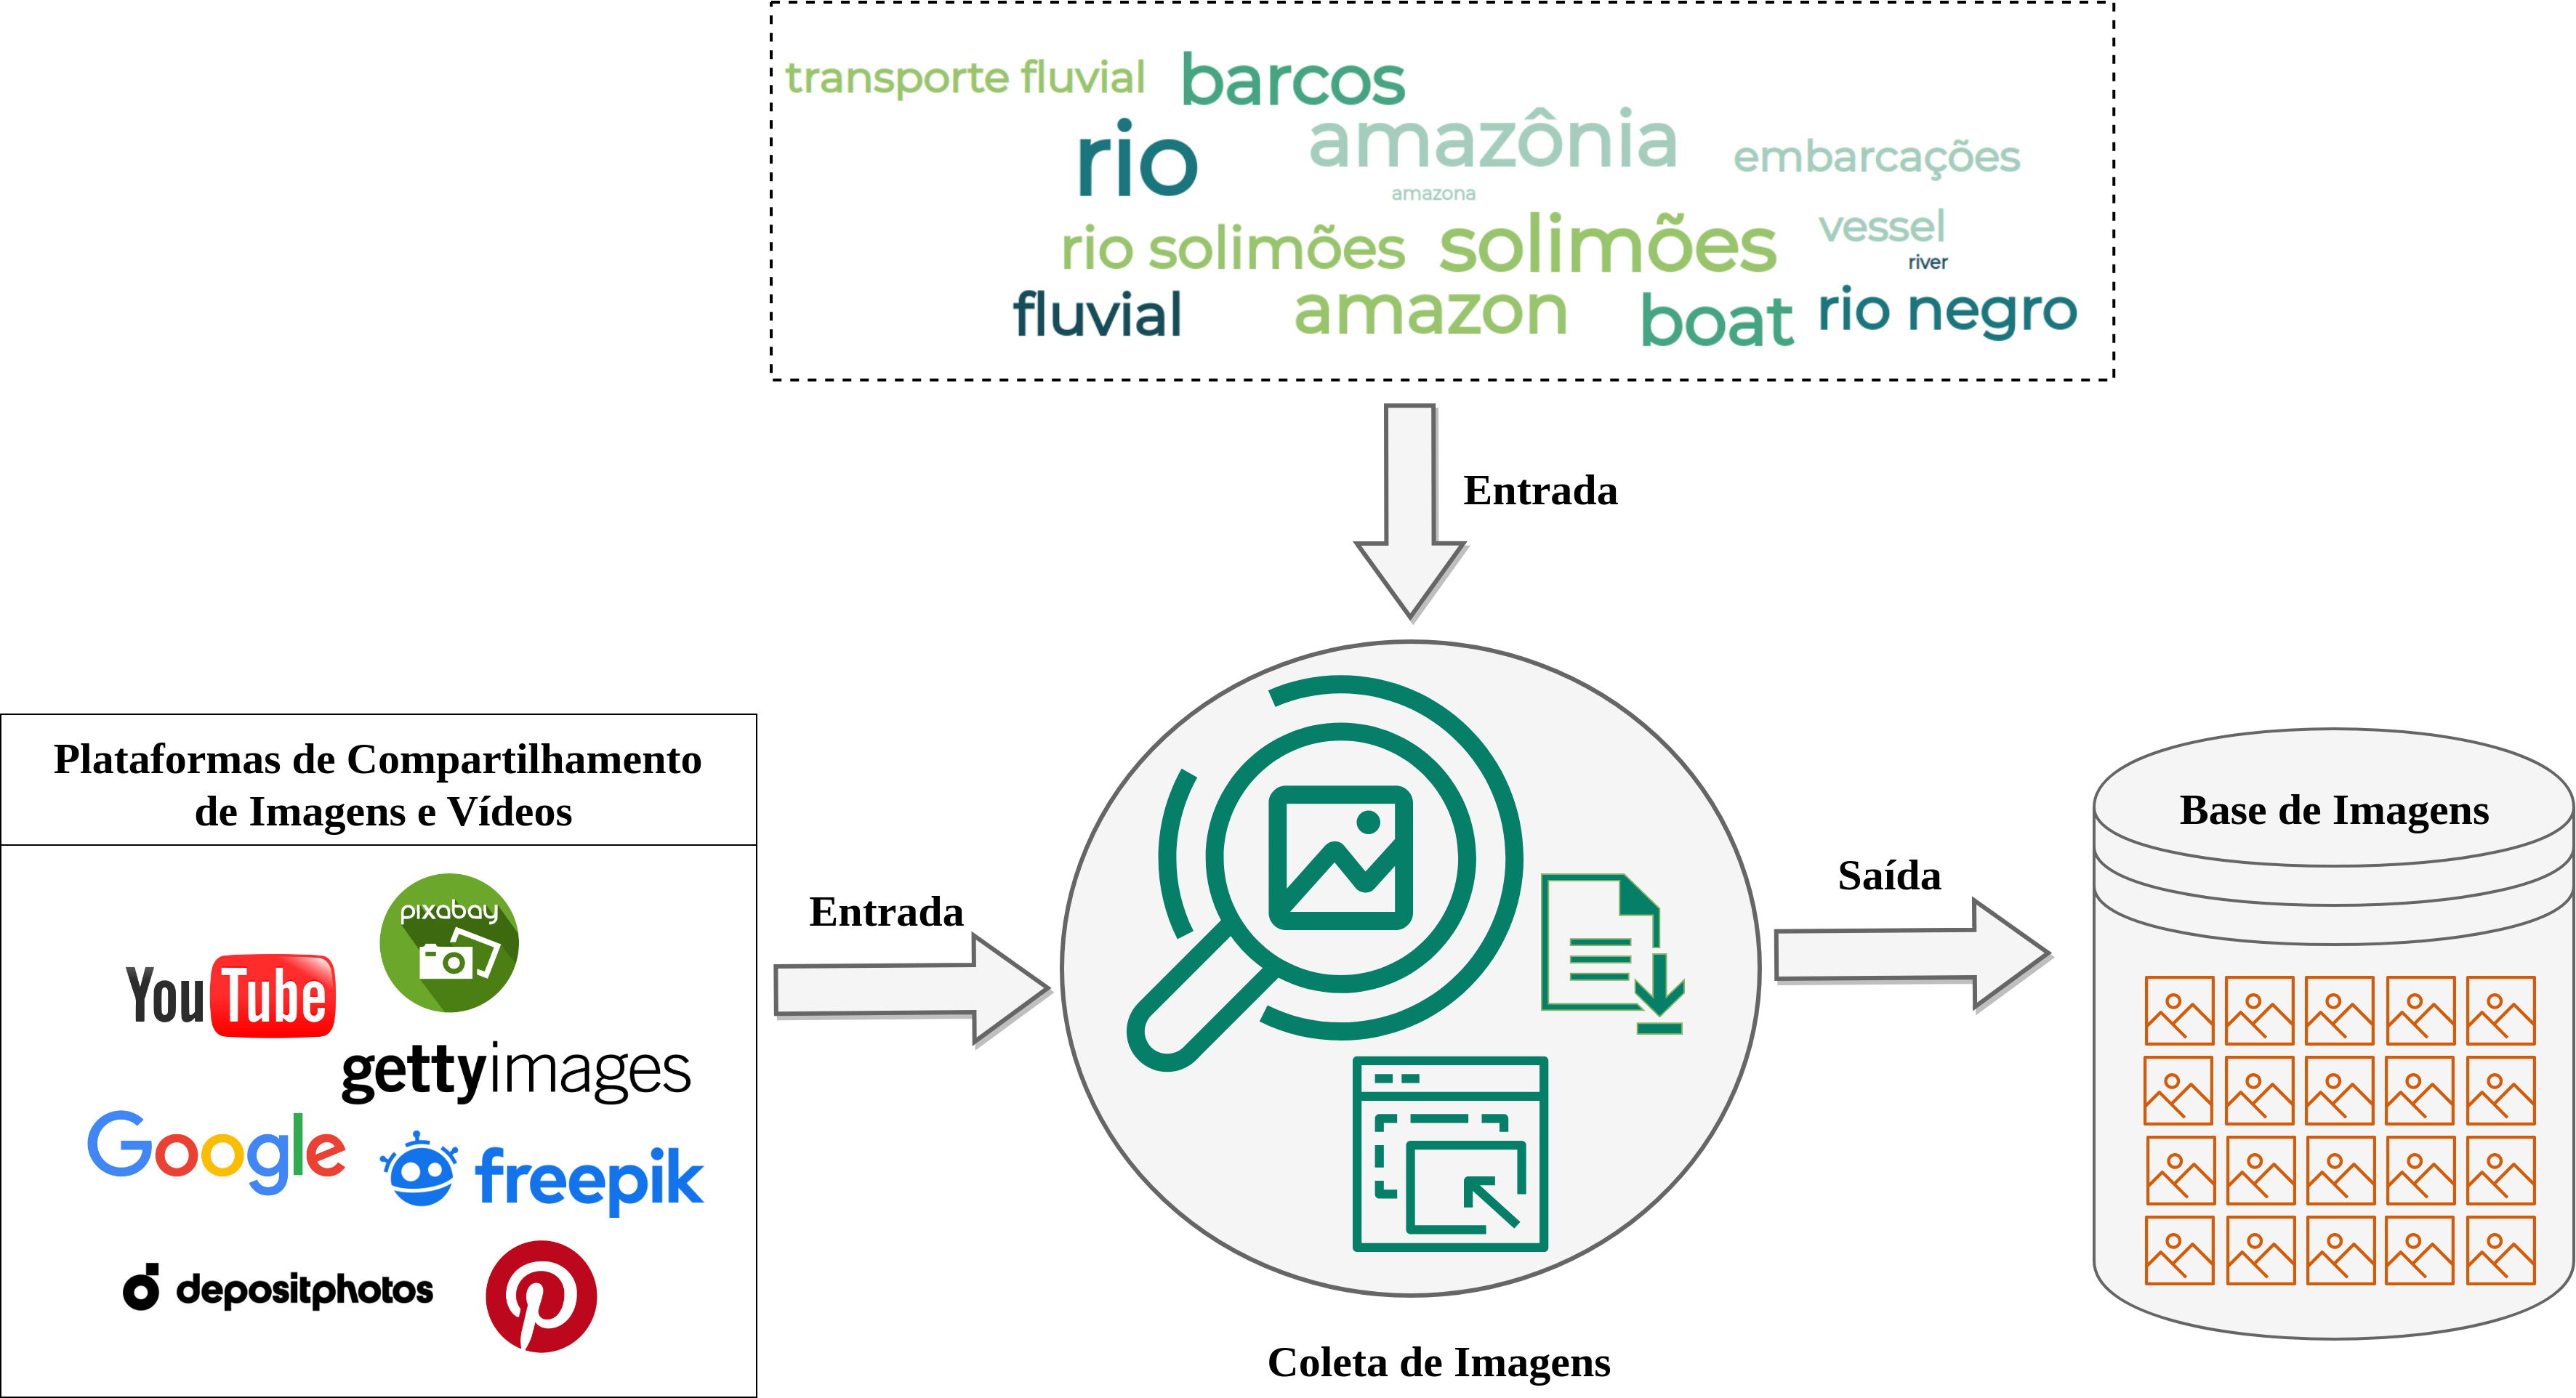 transporte fluvial barcos
rio amazônia embarcações
amazona
rio solimões solimões vessel
river
fluvial amazon boat rio negro
Entrada
Plataformas de Compartilhamento
de Imagens e Vídeos
pixabay
YouTube
gettyimages
Google
freepik
depositphotos
Entrada
Coleta de Imagens
Saída
Base de Imagens